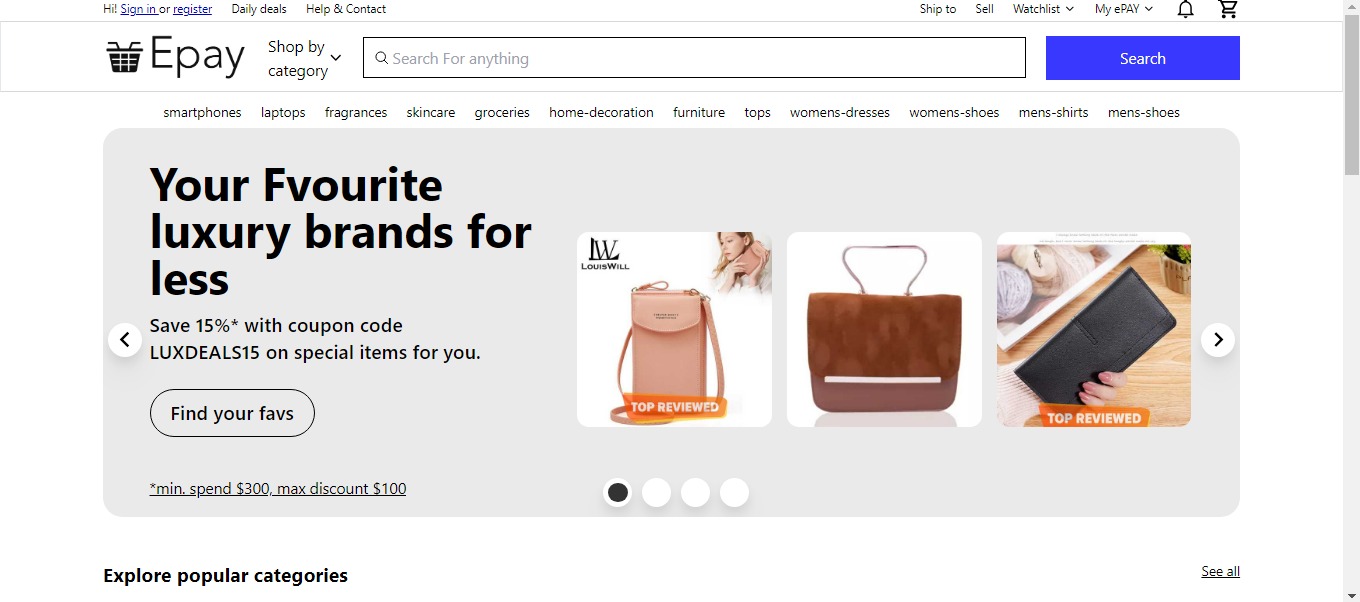 Hi! Sign in or register Daily deals Help & Contact Ship to Sell Watchlist My ePAY
Epay
Shop by
category
Search For anything
Search
smartphones laptops fragrances skincare groceries home-decoration furniture tops womens-dresses womens-shoes mens-shirts mens-shoes
Your Fvourite
luxury brands for
less
Save 15%* with coupon code
LUXDEALS15 on special items for you.
Find your favs
*min. spend $300, max discount $100
LW
LOUISWILL
TOP REVIEWED
TOP REVIEWED
Explore popular categories
See all